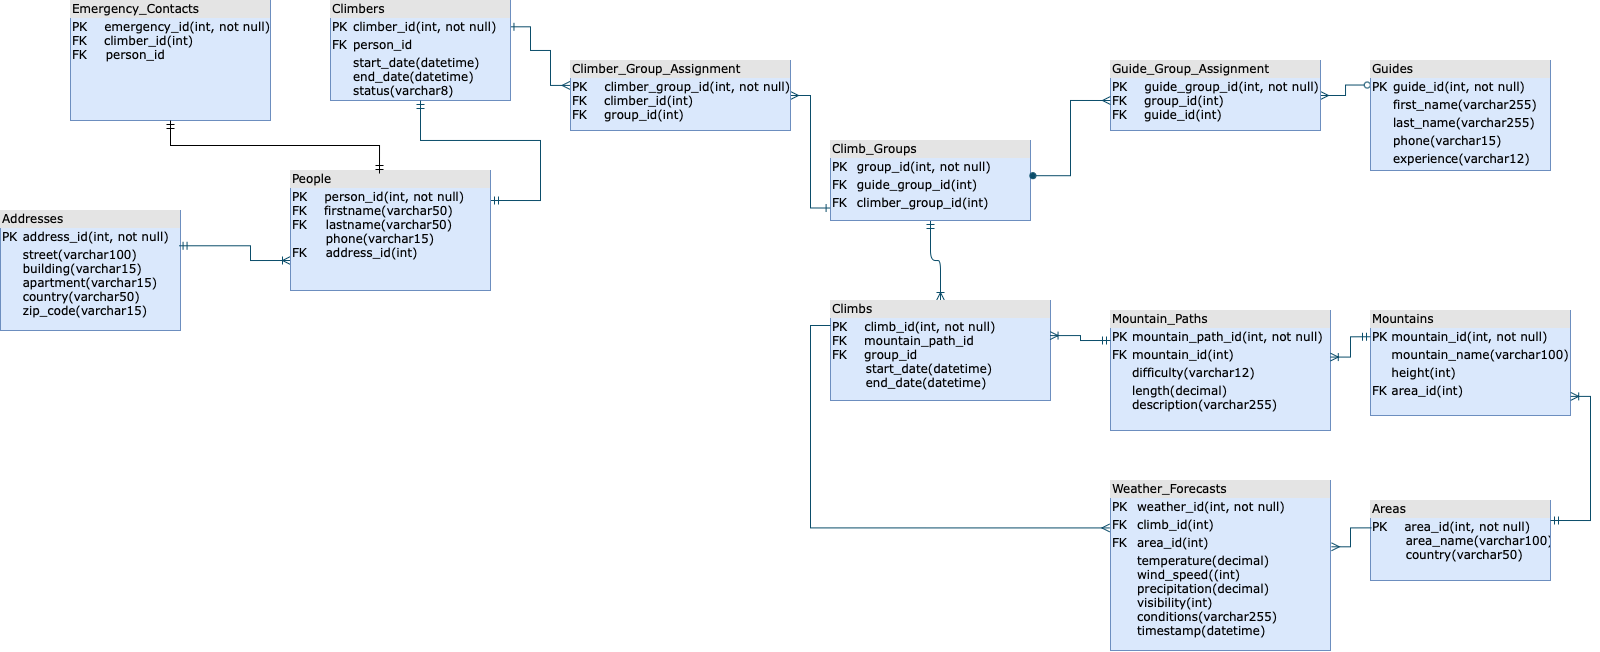 Emergency_Contacts
PK emergency_id(int, not null)
FK climber_id(int)
FK person_id
Climbers
PK climber_id(int, not null)
FK person_id
start_date(datetime)
end_date(datetime)
status(varchar8)
Climber_Group_Assignment
PK climber_group_id(int, not null)
FK climber_id(int)
FK group_id(int)
Guide_Group_Assignment
PK guide_group_id(int, not null)
FK group_id(int)
FK guide_id(int)
Guides
PK guide_id(int, not null)
first_name(varchar255)
last_name(varchar255)
phone(varchar15)
experience(varchar12)
Climb_Groups
PK group_id(int, not null)
FK guide_group_id(int)
FK climber_group_id(int)
People
PK person_id(int, not null)
FK firstname(varchar50)
FK lastname(varchar50)
phone(varchar15)
FK address_id(int)
Addresses
PK address_id(int, not null)
street(varchar100)
building(varchar15)
apartment(varchar15)
country(varchar50)
zip_code(varchar15)
Climbs
PK climb_id(int, not null)
FK mountain_path_id
FK group_id
start_date(datetime)
end_date(datetime)
Mountain_Paths
PK mountain_path_id(int, not null)
FK mountain_id(int)
difficulty(varchar12)
length(decimal)
description(varchar255)
Mountains
PK mountain_id(int, not null)
mountain_name(varchar100)
height(int)
FK area_id(int)
Weather_Forecasts
PK weather_id(int, not null)
FK climb_id(int)
FK area_id(int)
temperature(decimal)
wind_speed((int)
precipitation(decimal)
visibility(int)
conditions(varchar255)
timestamp(datetime)
Areas
PK area_id(int, not null)
area_name(varchar100)
country(varchar50)